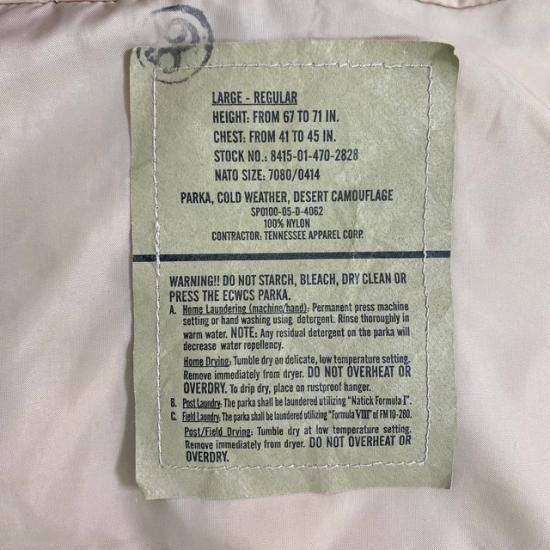 LARGE - REGULAR
HEIGHT: FROM 67 TO 71 IN.
CHEST: FROM 41 TO 45 IN.
STOCK NO.: 8415-01-470-2828
NATO SIZE: 7080/0414
PARKA, COLD WEATHER, DESERT CAMOUFLAGE
SP0100-05-D-4062
100% NYLON
CONTRACTOR: TENNESSEE APPAREL CORP.
WARNING!! DO NOT STARCH, BLEACH, DRY CLEAN OR
PRESS THE ECWCS PARKA.
A. Home Laundering (machine/hand): Permanent press machine
setting or hand washing using detergent. Rinse thoroughly in
warm water. NOTE: Any residual detergent on the parka will
decrease water repellency.
Home Drying: Tumble dry on delicate, low temperature setting.
Remove immediately from dryer. DO NOT OVERHEAT OR
OVERDRY. To drip dry, place on rustproof hanger.
B. Post Laundry: The parka shall be laundered utilizing "Natick Formula I".
C. Field Laundry: The parka shall be laundered utilizing "Formula VIII" of FM 10-280.
Post/Field Drying: Tumble dry at low temperature setting.
Remove immediately from dryer. DO NOT OVERHEAT OR
OVERDRY.